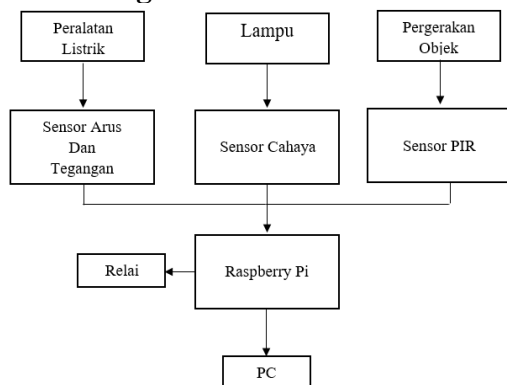 Peralatan
Listrik
Lampu
Pergerakan
Objek
Sensor Arus
Dan
Tegangan
Sensor Cahaya
Sensor PIR
Relai
Raspberry Pi
PC